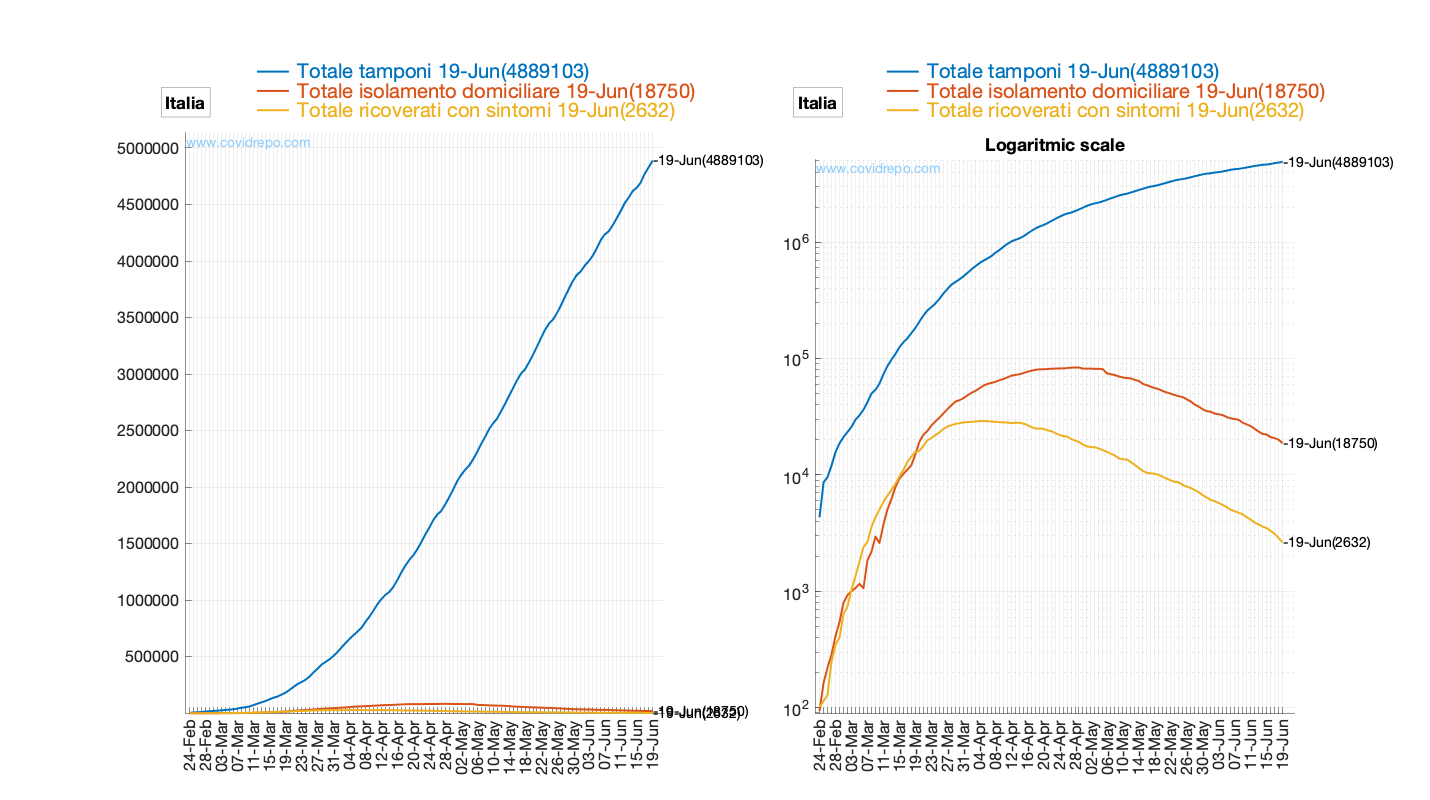 Totale tamponi 19-Jun(4889103)
Totale isolamento domiciliare 19-Jun(18750)
Totale ricoverati con sintomi 19-Jun(2632)
Italia
www.covidrepo.com
5000000
4500000
4000000
3500000
3000000
2500000
2000000
1500000
1000000
500000
-19-Jun(4889103)
-19-Jun(18750)
-19-Jun(2632)
24-Feb
28-Feb
03-Mar
07-Mar
11-Mar
15-Mar
19-Mar
23-Mar
27-Mar
31-Mar
04-Apr
08-Apr
12-Apr
16-Apr
20-Apr
24-Apr
28-Apr
02-May
06-May
10-May
14-May
18-May
22-May
26-May
30-May
03-Jun
07-Jun
11-Jun
15-Jun
19-Jun
Totale tamponi 19-Jun(4889103)
Totale isolamento domiciliare 19-Jun(18750)
Totale ricoverati con sintomi 19-Jun(2632)
Italia
Logaritmic scale
www.covidrepo.com
10^6
10^5
10^4
10^3
10^2
-19-Jun(4889103)
-19-Jun(18750)
-19-Jun(2632)
24-Feb
28-Feb
03-Mar
07-Mar
11-Mar
15-Mar
19-Mar
23-Mar
27-Mar
31-Mar
04-Apr
08-Apr
12-Apr
16-Apr
20-Apr
24-Apr
28-Apr
02-May
06-May
10-May
14-May
18-May
22-May
26-May
30-May
03-Jun
07-Jun
11-Jun
15-Jun
19-Jun